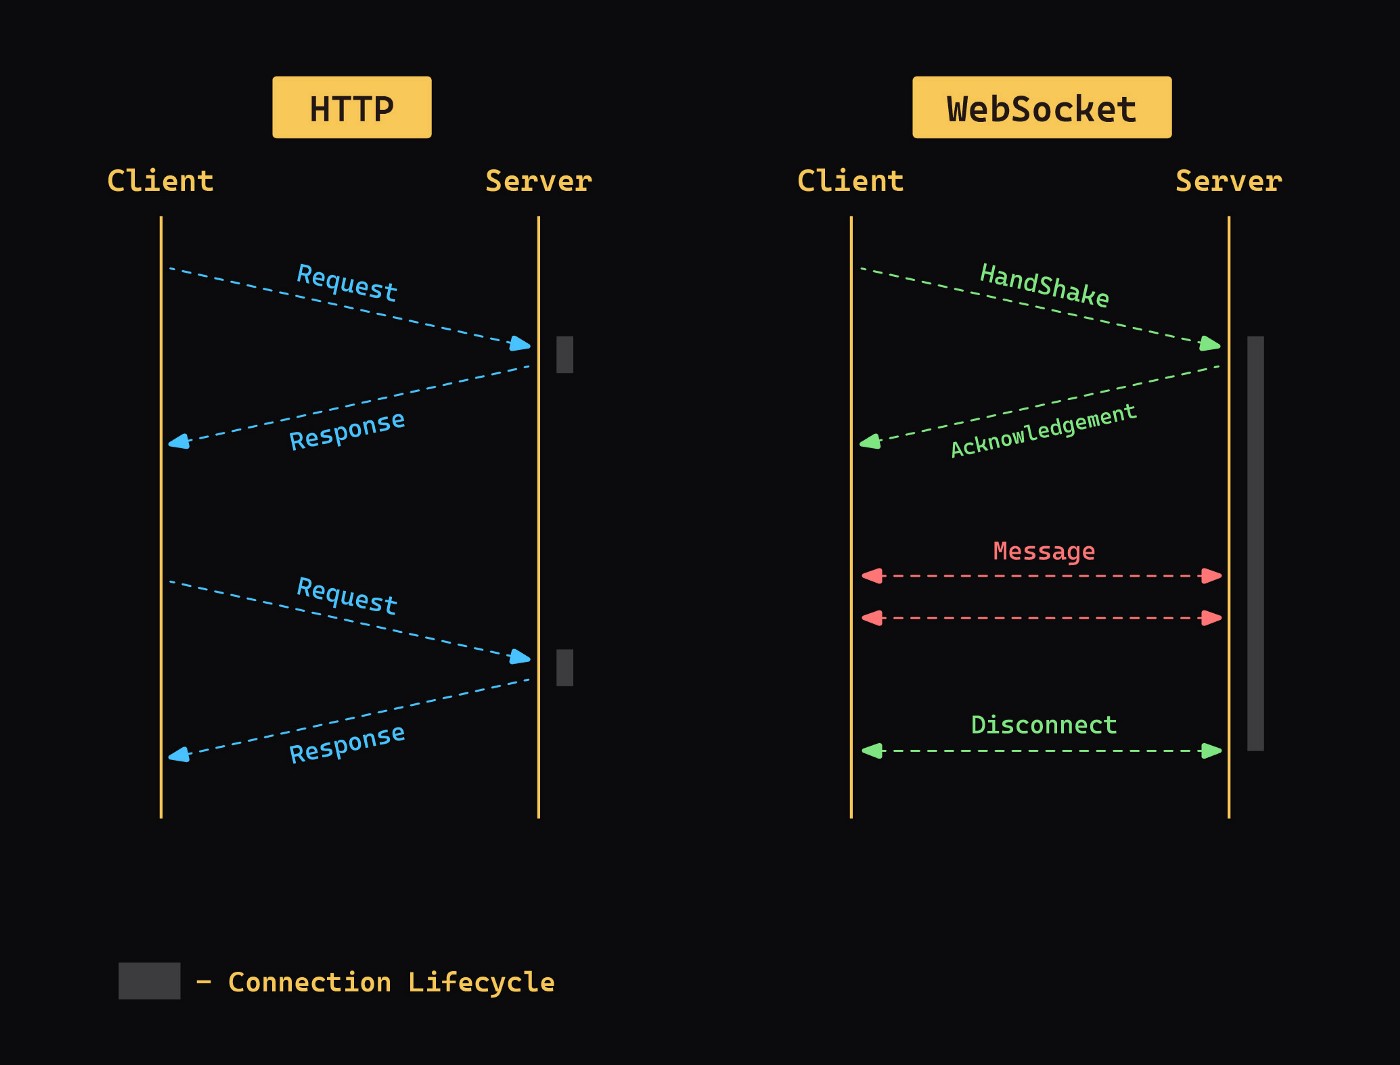 HTTP
Client
Server
Request
Response
Request
Response
WebSocket
Client
Server
HandShake
Acknowledgement
Message
Disconnect
- Connection Lifecycle